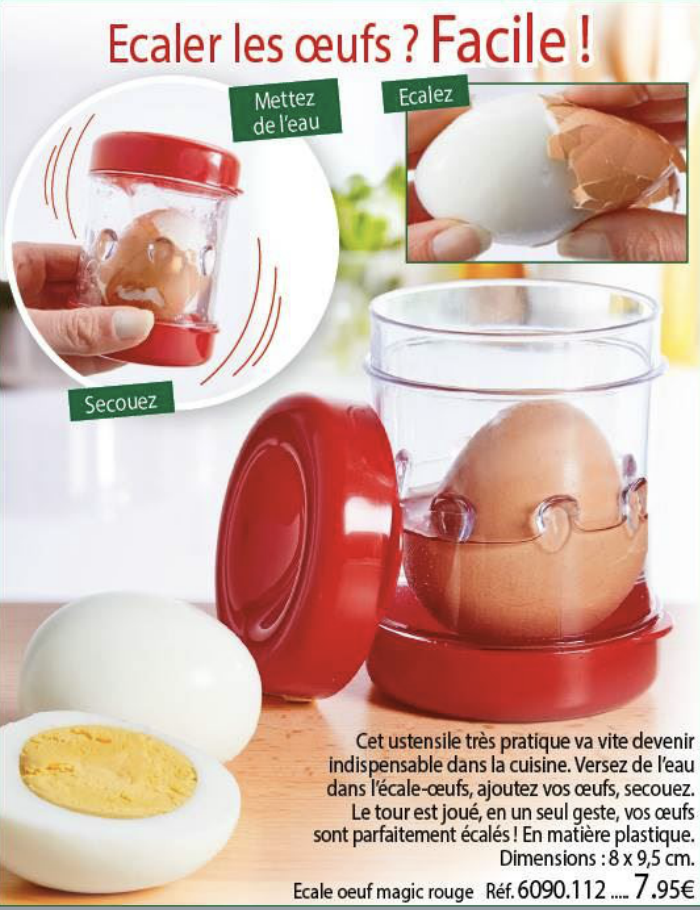 Ecaler les œufs ? Facile !
Mettez
de l'eau
Ecalez
Secouez
Cet ustensile très pratique va vite devenir
indispensable dans la cuisine. Versez de l'eau
dans l'écale-œufs, ajoutez vos œufs, secouez.
Le tour est joué, en un seul geste, vos œufs
sont parfaitement écalés ! En matière plastique.
Dimensions : 8 x 9,5 cm.
Ecale oeuf magic rouge Réf. 6090.112 ..... 7.95€